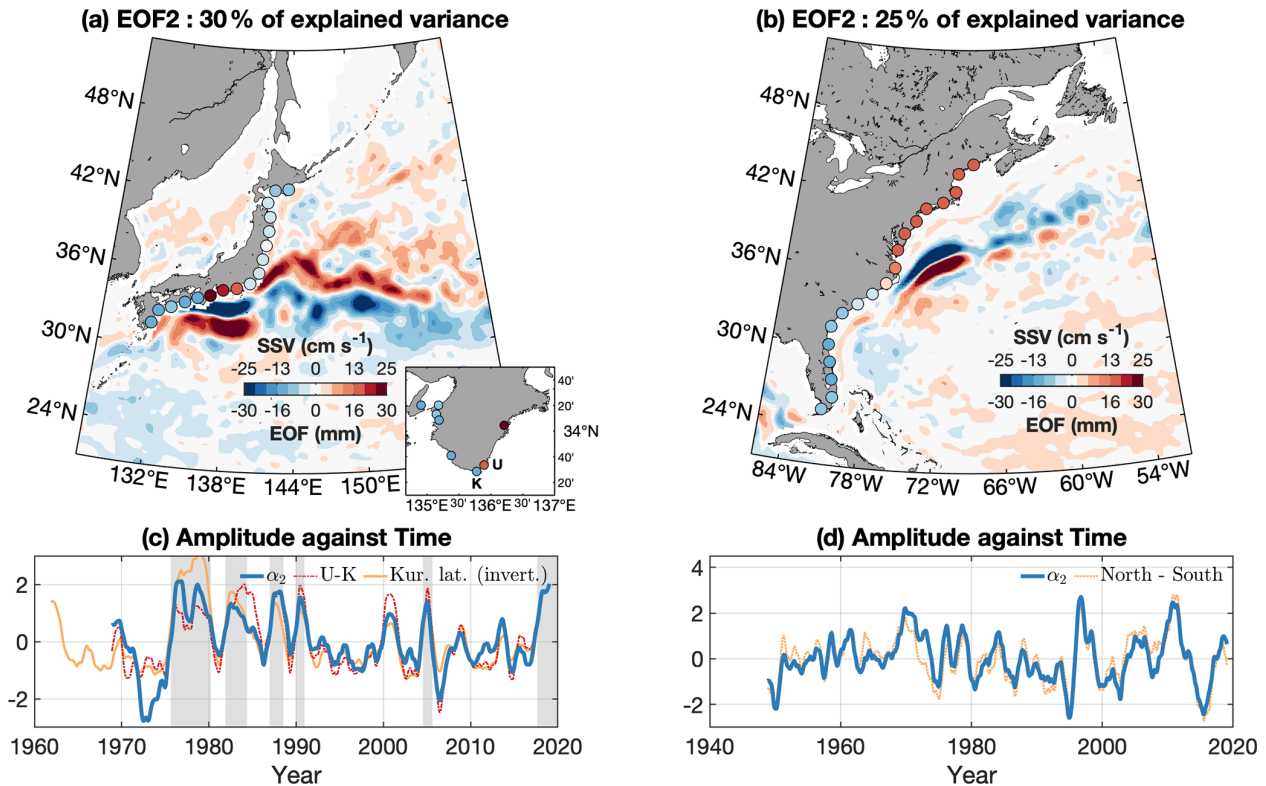 (a) EOF2 : 30 % of explained variance
48°N
42°N
36°N
30°N
24°N
132°E 138°E 144°E 150°E
SSV (cm s⁻¹)
-25 -13 0 13 25
-30 -16 0 16 30
EOF (mm)
40'
20'
34°N
40'
20'
U
K
135°E 30' 136°E 30' 137°E
(b) EOF2 : 25 % of explained variance
48°N
42°N
36°N
30°N
24°N
84°W 78°W 72°W 66°W 60°W 54°W
SSV (cm s⁻¹)
-25 -13 0 13 25
-30 -16 0 16 30
EOF (mm)
(c) Amplitude against Time
α₂ U-K Kur. lat. (invert.)
2
0
-2
1960 1970 1980 1990 2000 2010 2020
Year
(d) Amplitude against Time
α₂ North - South
4
2
0
-2
1940 1960 1980 2000 2020
Year